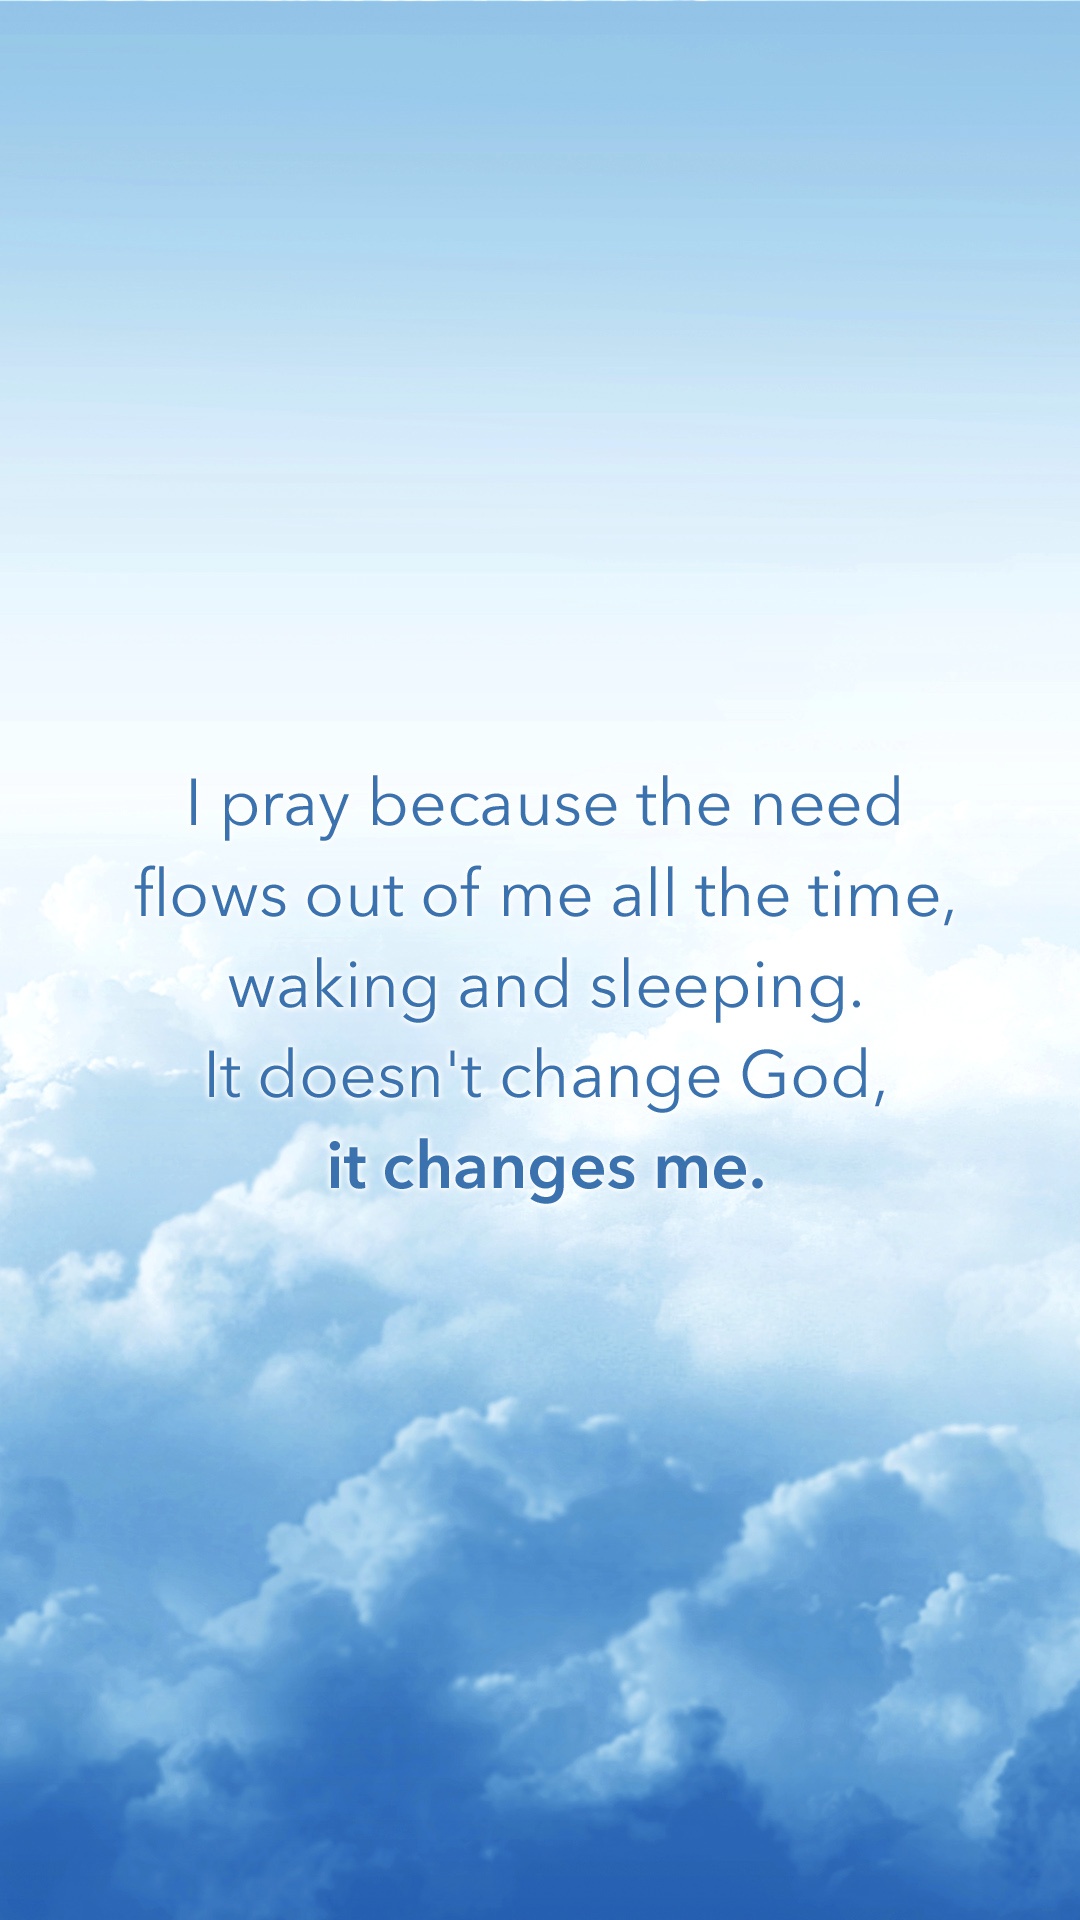 I pray because the need
flows out of me all the time,
waking and sleeping.
It doesn't change God,
it changes me.